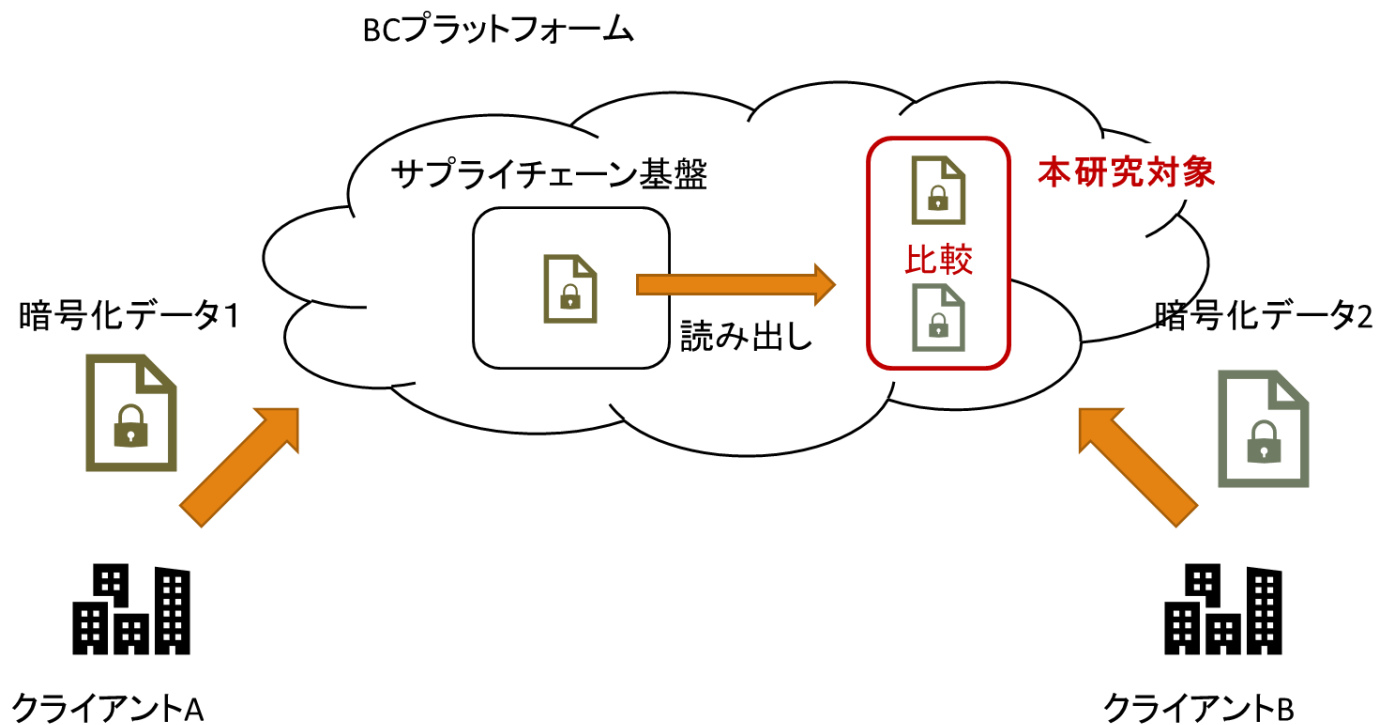 BCプラットフォーム
サプライチェーン基盤
本研究対象
比較
読み出し
暗号化データ1
暗号化データ2
クライアントA
クライアントB